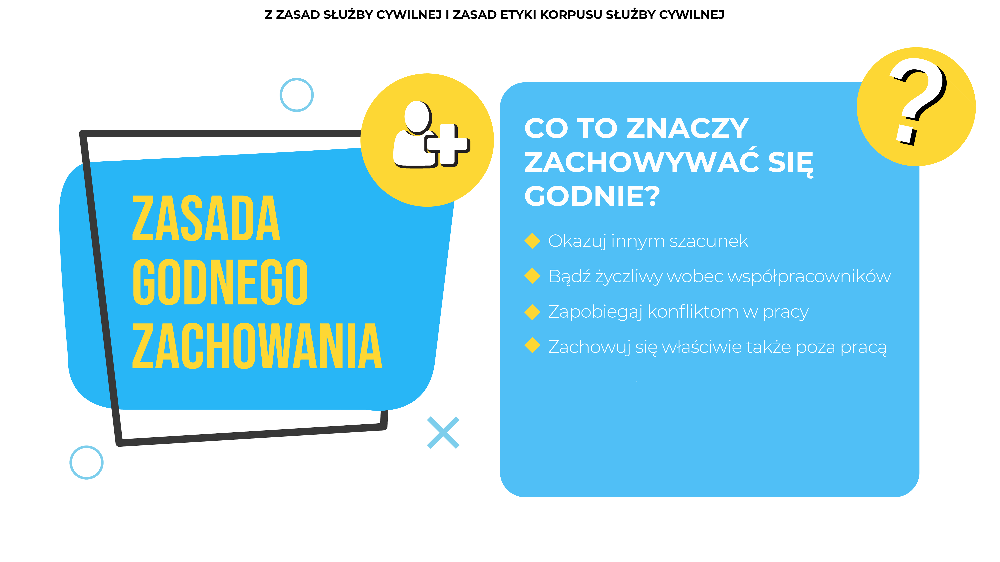 Z ZASAD SŁUŻBY CYWILNEJ I ZASAD ETYKI KORPUSU SŁUŻBY CYWILNEJ
ZASADA
GODNEGO
ZACHOWANIA
CO TO ZNACZY
ZACHOWYWAĆ SIĘ
GODNIE?
Okazuj innym szacunek
Bądź życzliwy wobec współpracowników
Zapobiegaj konfliktom w pracy
Zachowuj się właściwie także poza pracą